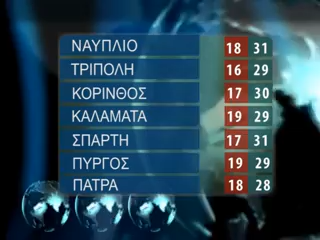 ΝΑΥΠΛΙΟ 18 31
ΤΡΙΠΟΛΗ 16 29
ΚΟΡΙΝΘΟΣ 17 30
ΚΑΛΑΜΑΤΑ 19 29
ΣΠΑΡΤΗ 17 31
ΠΥΡΓΟΣ 19 29
ΠΑΤΡΑ 18 28